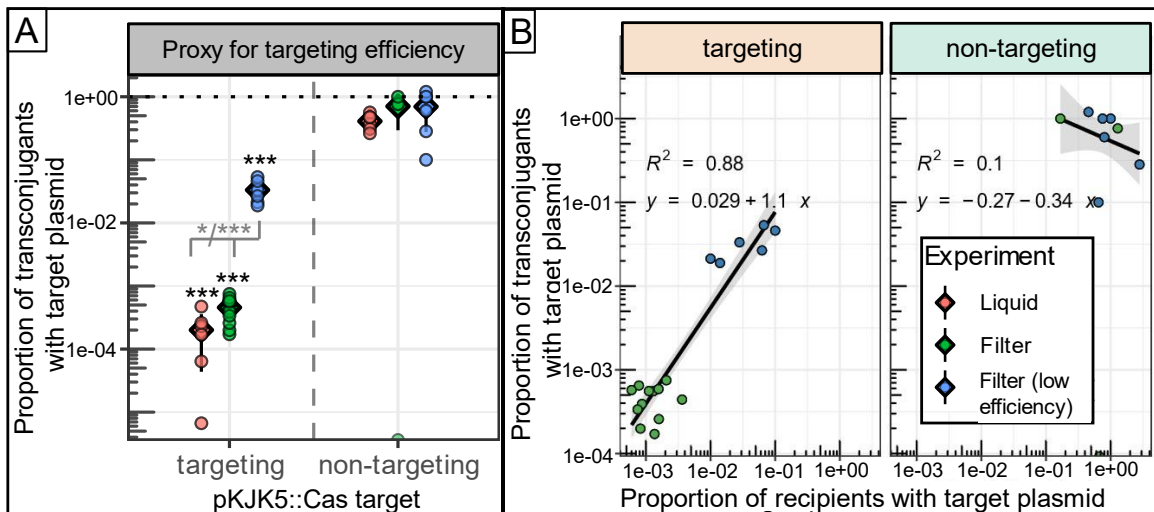 A
Proxy for targeting efficiency
Proportion of transconjugants
with target plasmid
1e+00
1e-02
1e-04
***
*/***
***
***
targeting
non-targeting
pKJK5::Cas target
B
targeting
non-targeting
Proportion of transconjugants
with target plasmid
1e+00
1e-01
1e-02
1e-03
1e-04
R² = 0.88
y = 0.029 + 1.1 x
R² = 0.1
y = −0.27 − 0.34 x
Experiment
Liquid
Filter
Filter (low
efficiency)
1e-03
1e-02
1e-01
1e+00
1e-03
1e-02
1e-01
1e+00
Proportion of recipients with target plasmid